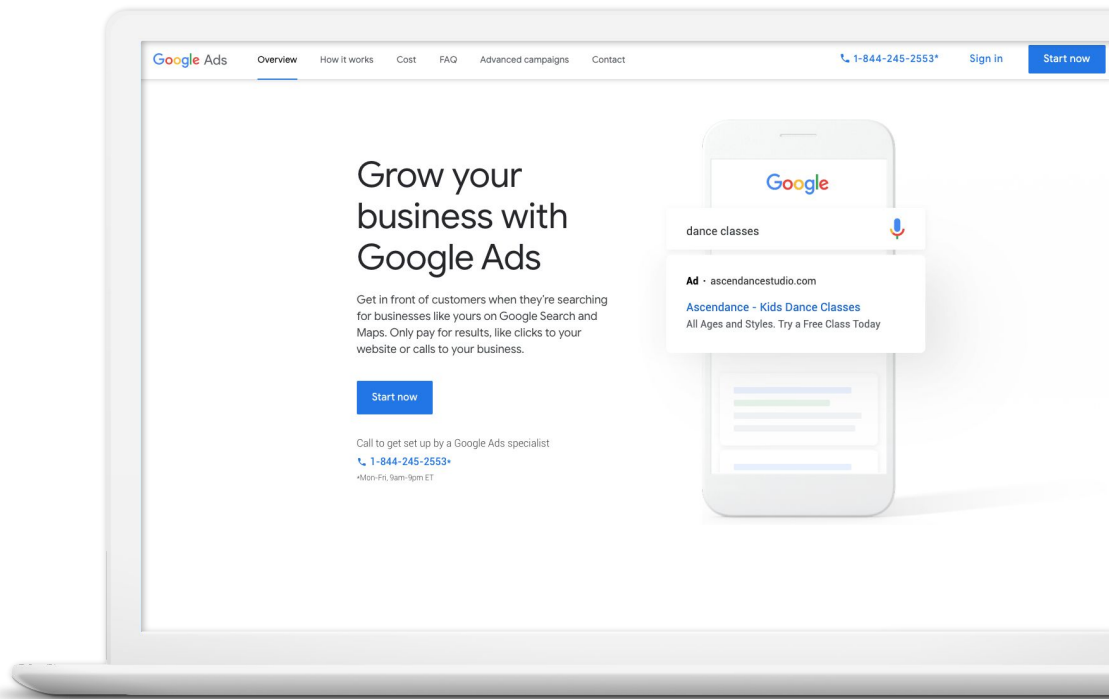 Google Ads
Overview
How it works
Cost
FAQ
Advanced campaigns
Contact
1-844-245-2553*
Sign in
Start now
Grow your
business with
Google Ads
Get in front of customers when they're searching
for businesses like yours on Google Search and
Maps. Only pay for results, like clicks to your
website or calls to your business.
Start now
Call to get set up by a Google Ads specialist
1-844-245-2553*
*Mon-Fri, 9am-9pm ET
Google
dance classes
Ad · ascendancestudio.com
Ascendance - Kids Dance Classes
All Ages and Styles. Try a Free Class Today